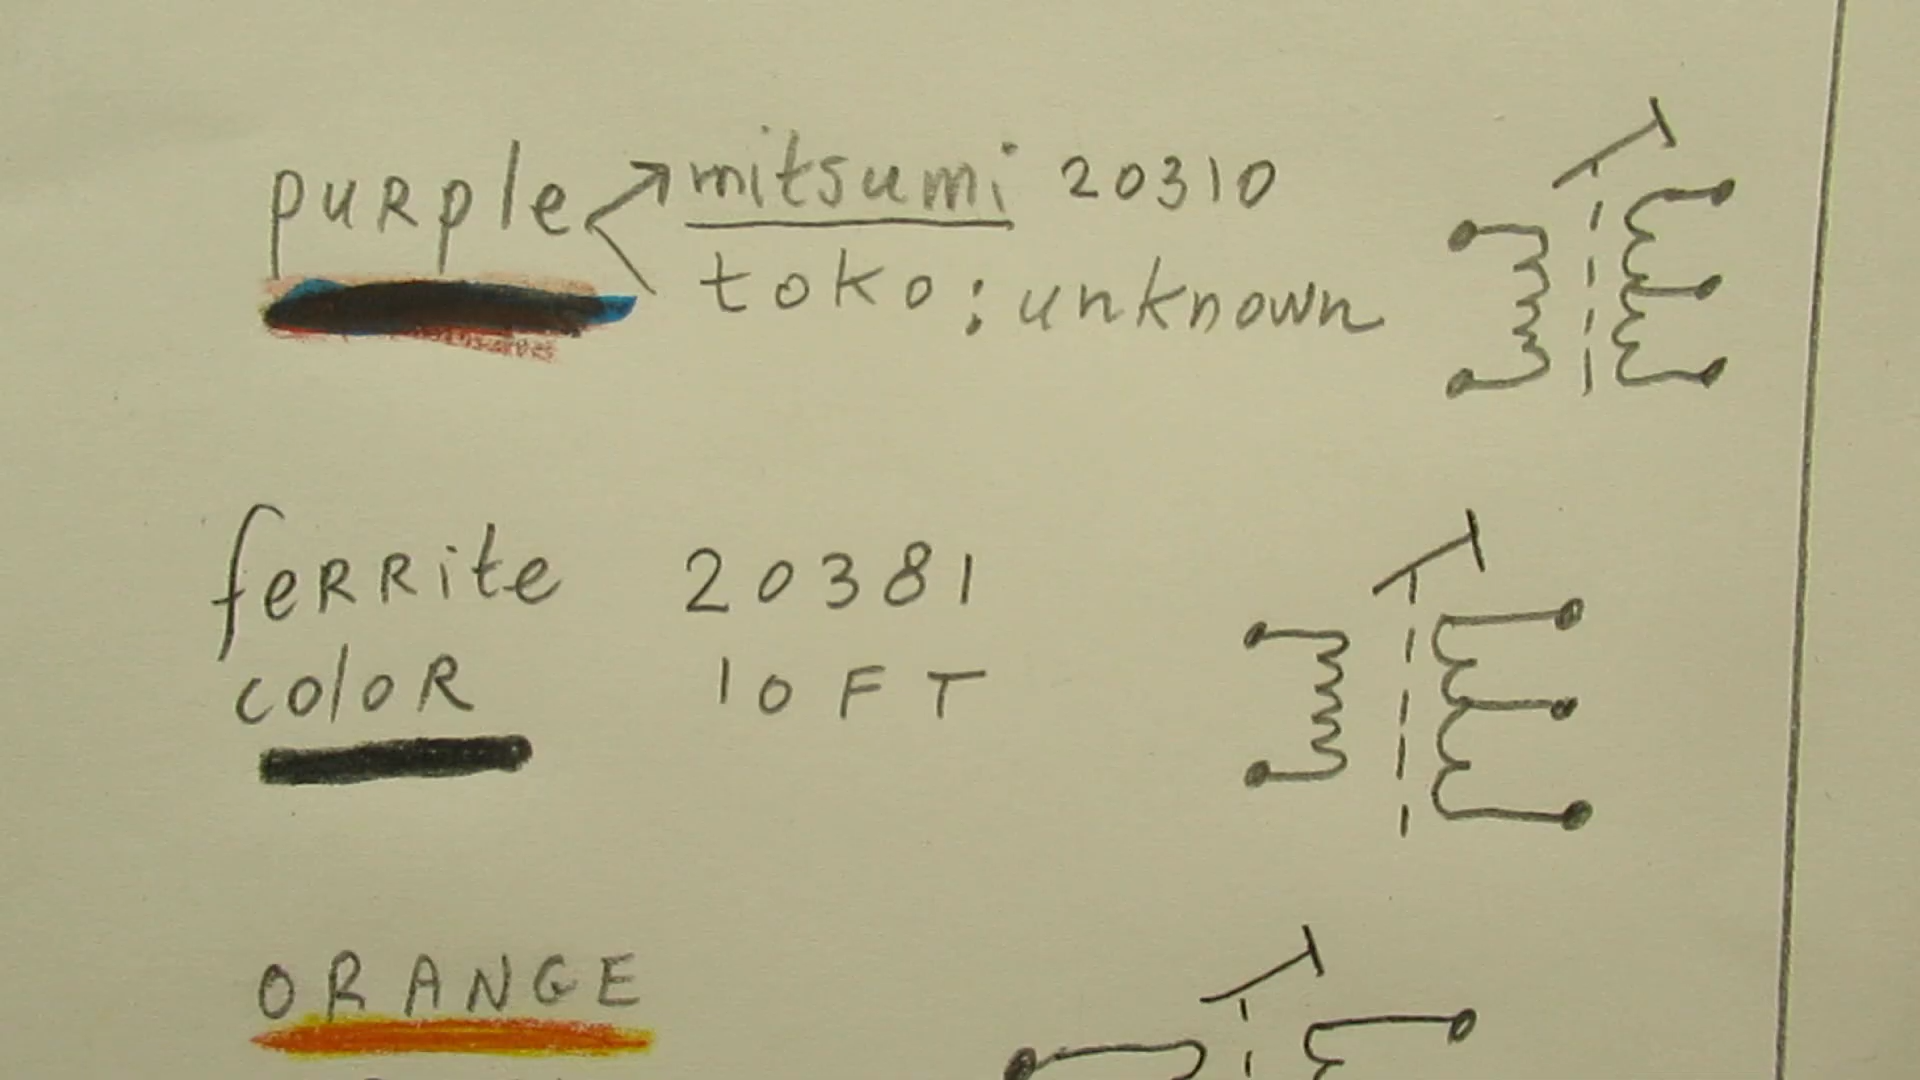 purple mitsumi 20310
toko: unknown
ferrite 20381
color 10FT
ORANGE